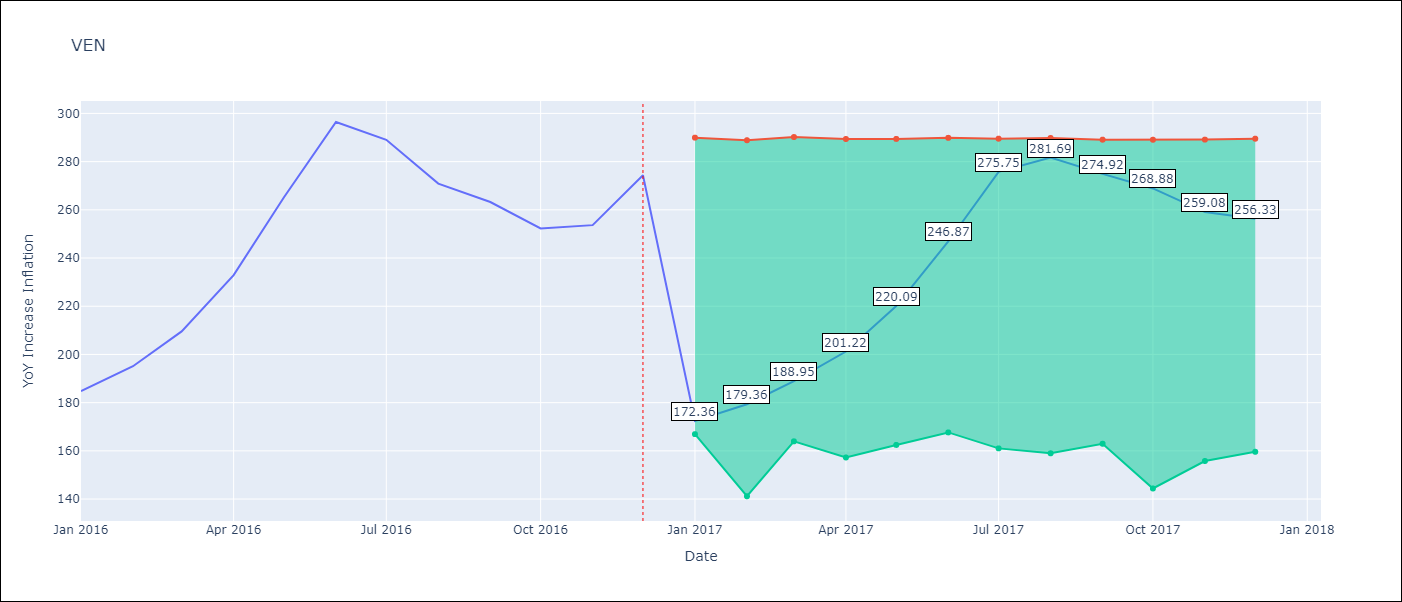 VEN
YoY Increase Inflation
300
280
260
240
220
200
180
160
140
172.36
179.36
188.95
201.22
220.09
246.87
275.75
281.69
274.92
268.88
259.08
256.33
Jan 2016
Apr 2016
Jul 2016
Oct 2016
Jan 2017
Apr 2017
Jul 2017
Oct 2017
Jan 2018
Date